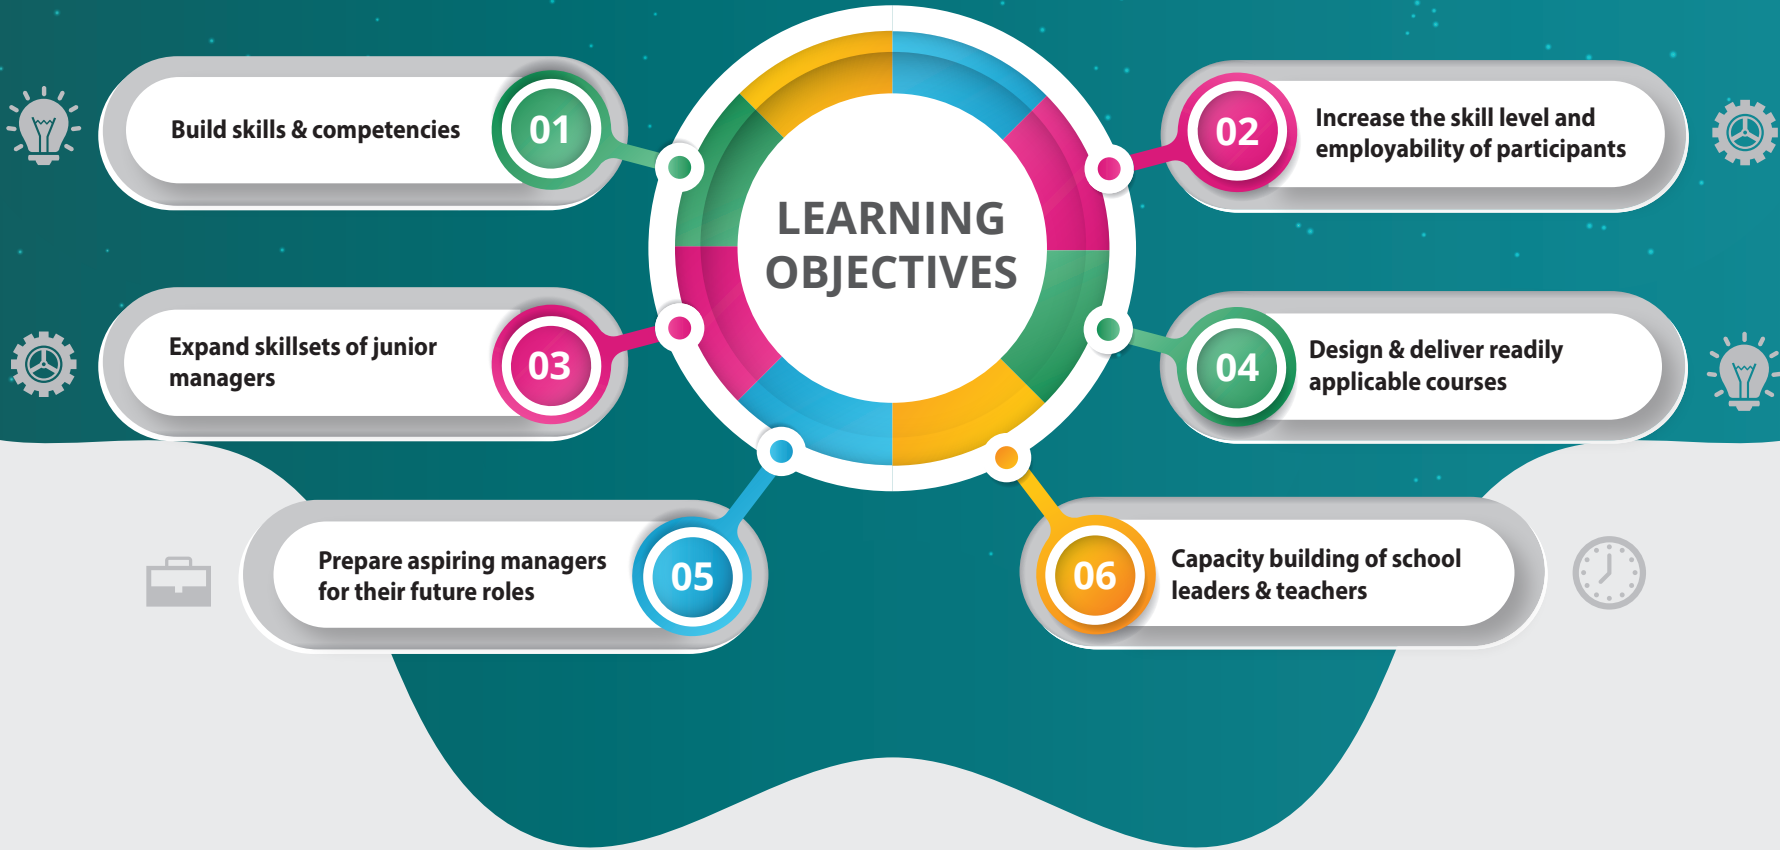 LEARNING
OBJECTIVES
01
Build skills & competencies
02
Increase the skill level and
employability of participants
03
Expand skillsets of junior
managers
04
Design & deliver readily
applicable courses
05
Prepare aspiring managers
for their future roles
06
Capacity building of school
leaders & teachers